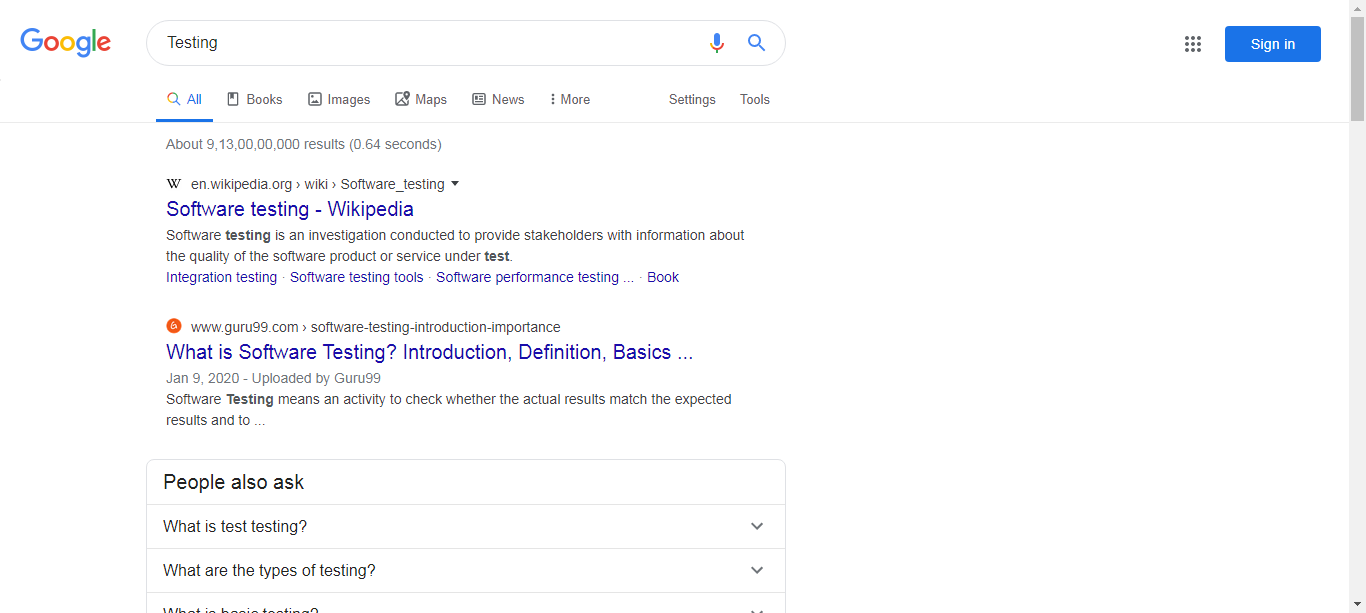 Google
Testing
Sign in
All Books Images Maps News More Settings Tools
About 9,13,00,00,000 results (0.64 seconds)
W en.wikipedia.org › wiki › Software_testing
Software testing - Wikipedia
Software testing is an investigation conducted to provide stakeholders with information about
the quality of the software product or service under test.
Integration testing · Software testing tools · Software performance testing ... · Book
www.guru99.com › software-testing-introduction-importance
What is Software Testing? Introduction, Definition, Basics ...
Jan 9, 2020 - Uploaded by Guru99
Software Testing means an activity to check whether the actual results match the expected
results and to ...
People also ask
What is test testing?
What are the types of testing?
What is basic testing?